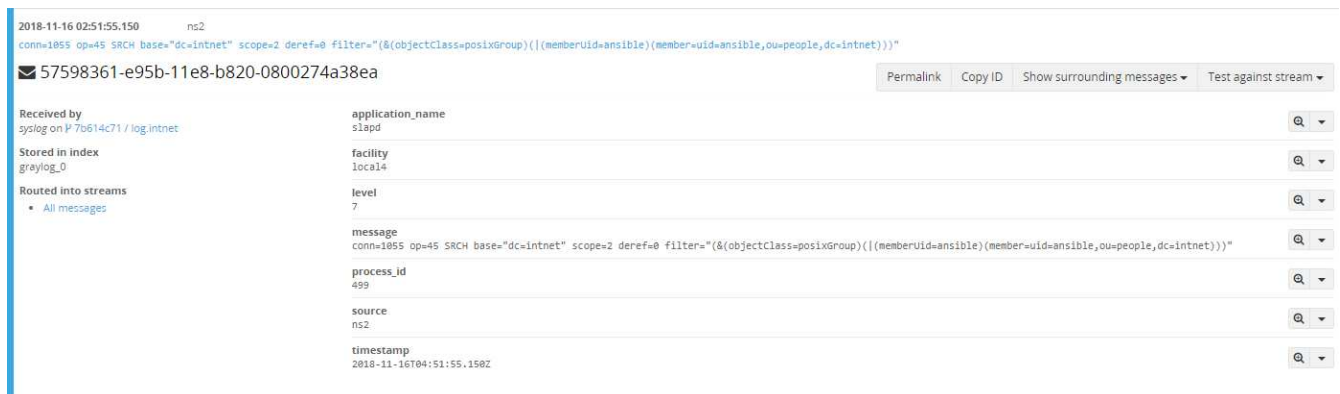 2018-11-16 02:51:55.150 ns2
conn=1055 op=45 SRCH base="dc=intnet" scope=2 deref=0 filter="(&(objectClass=posixGroup)(|(memberUid=ansible)(member=uid=ansible,ou=people,dc=intnet)))"
57598361-e95b-11e8-b820-0800274a38ea
Permalink Copy ID Show surrounding messages Test against stream
Received by
syslog on 7b614c71 / log.intnet
Stored in index
graylog_0
Routed into streams
All messages
application_name
slapd
facility
local4
level
7
message
conn=1055 op=45 SRCH base="dc=intnet" scope=2 deref=0 filter="(&(objectClass=posixGroup)(|(memberUid=ansible)(member=uid=ansible,ou=people,dc=intnet)))"
process_id
499
source
ns2
timestamp
2018-11-16T04:51:55.150Z